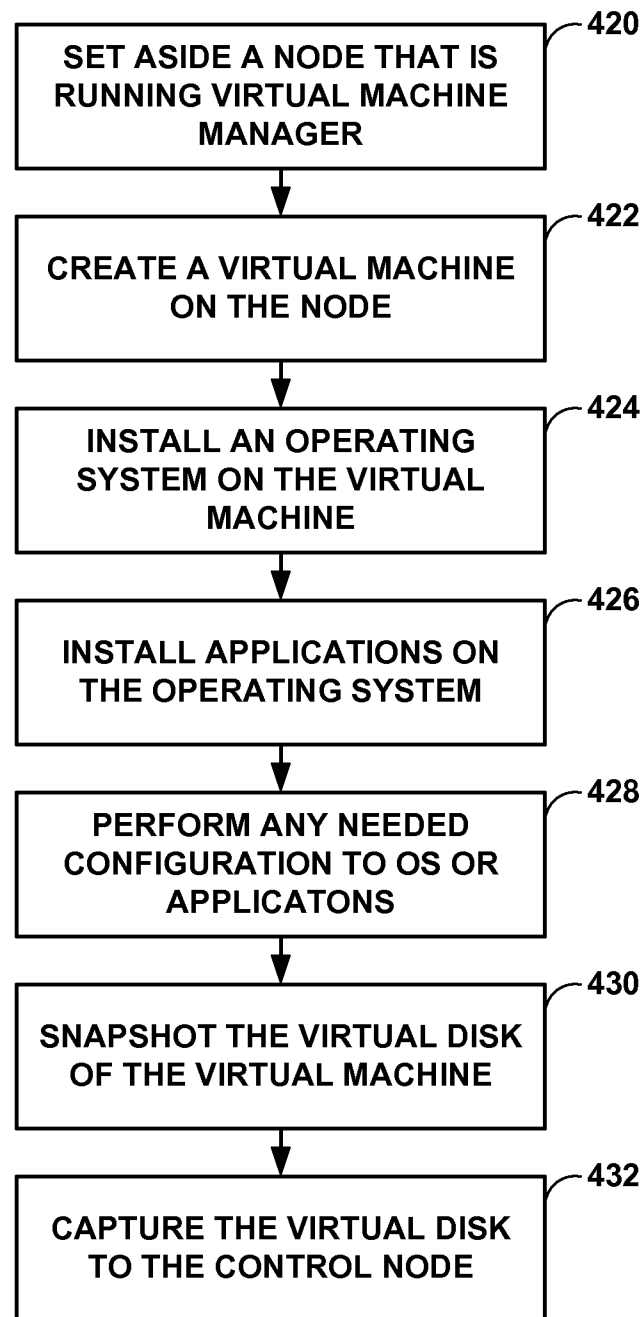 420
SET ASIDE A NODE THAT IS
RUNNING VIRTUAL MACHINE
MANAGER
422
CREATE A VIRTUAL MACHINE
ON THE NODE
424
INSTALL AN OPERATING
SYSTEM ON THE VIRTUAL
MACHINE
426
INSTALL APPLICATIONS ON
THE OPERATING SYSTEM
428
PERFORM ANY NEEDED
CONFIGURATION TO OS OR
APPLICATONS
430
SNAPSHOT THE VIRTUAL DISK
OF THE VIRTUAL MACHINE
432
CAPTURE THE VIRTUAL DISK
TO THE CONTROL NODE